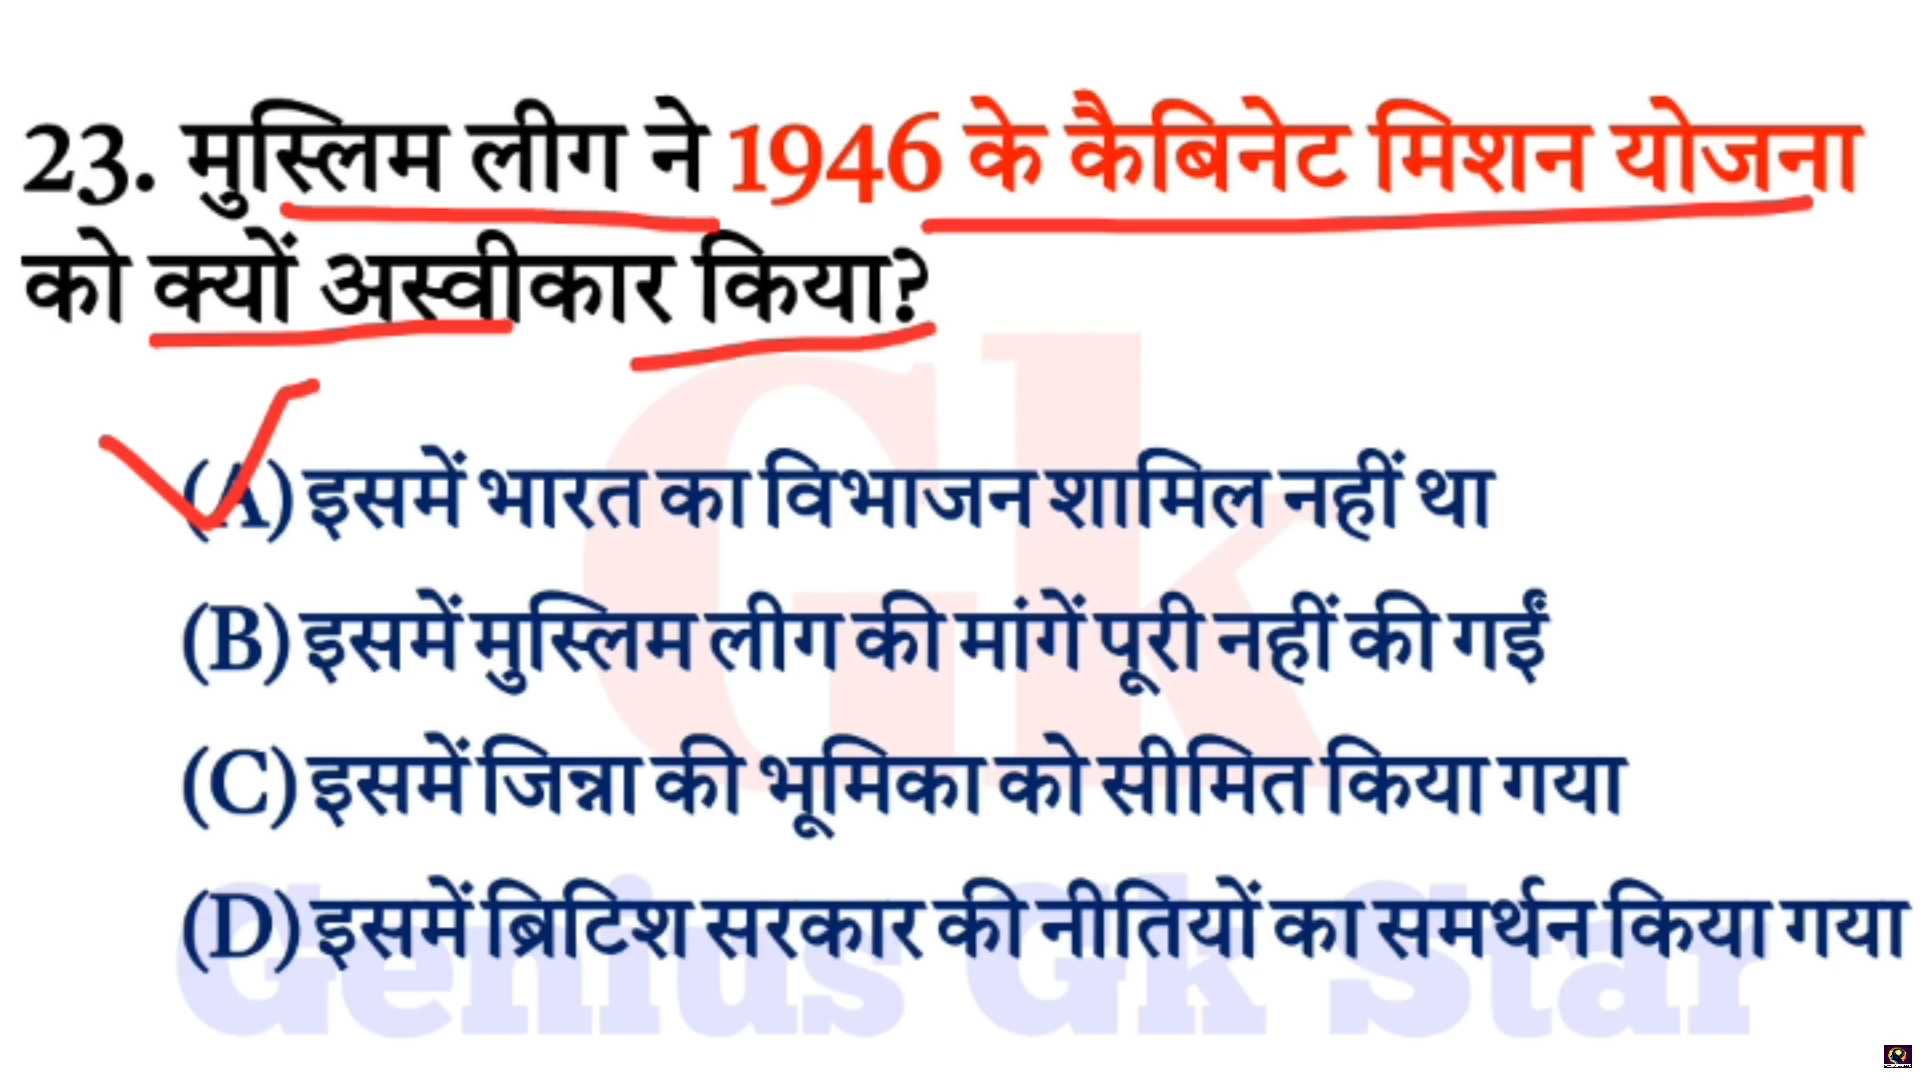 23. मुस्लिम लीग ने 1946 के कैबिनेट मिशन योजना
को क्यों अस्वीकार किया?
(A) इसमें भारत का विभाजन शामिल नहीं था
(B) इसमें मुस्लिम लीग की मांगें पूरी नहीं की गईं
(C) इसमें जिन्ना की भूमिका को सीमित किया गया
(D) इसमें ब्रिटिश सरकार की नीतियों का समर्थन किया गया
Gk
Genius Gk Star